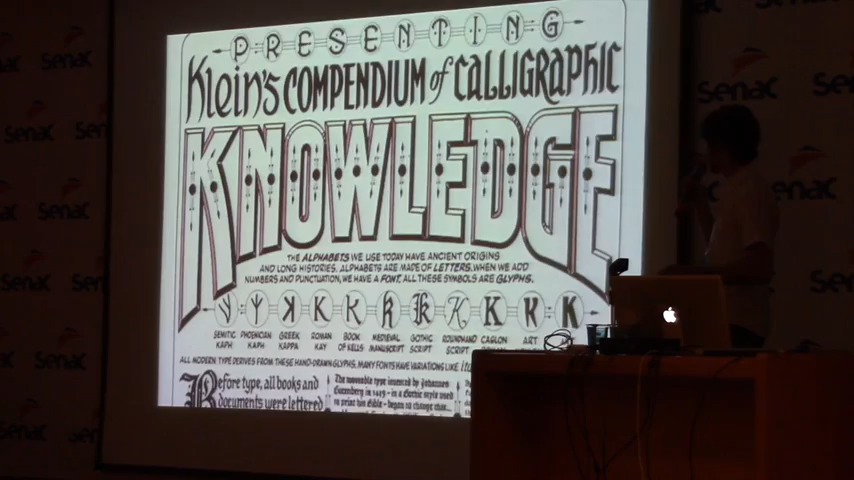 PRESENTING
Klein's COMPENDIUM of CALLIGRAPHIC
KNOWLEDGE
THE ALPHABETS WE USE TODAY HAVE ANCIENT ORIGINS
AND LONG HISTORIES. ALPHABETS ARE MADE OF LETTERS. WHEN WE ADD
NUMBERS AND PUNCTUATION, WE HAVE A FONT. ALL THESE SYMBOLS ARE GLYPHS.
SEMITIC PHOENICIAN GREEK ROMAN BOOK MEDIEVAL GOTHIC ROUNDHAND CASLON ART
KAPH KAPH KAPPA KAY OF KELLS MANUSCRIPT SCRIPT SCRIPT
ALL MODERN TYPE DERIVES FROM THESE HAND-DRAWN GLYPHS. MANY FONTS HAVE VARIATIONS LIKE
Before type, all books and
documents were lettered
The movable type invented by Johannes
Gutenberg in 1439 - in a Gothic style used
to print his Bible - began to change
senac
senac
senac
senac
senac
senac
senac